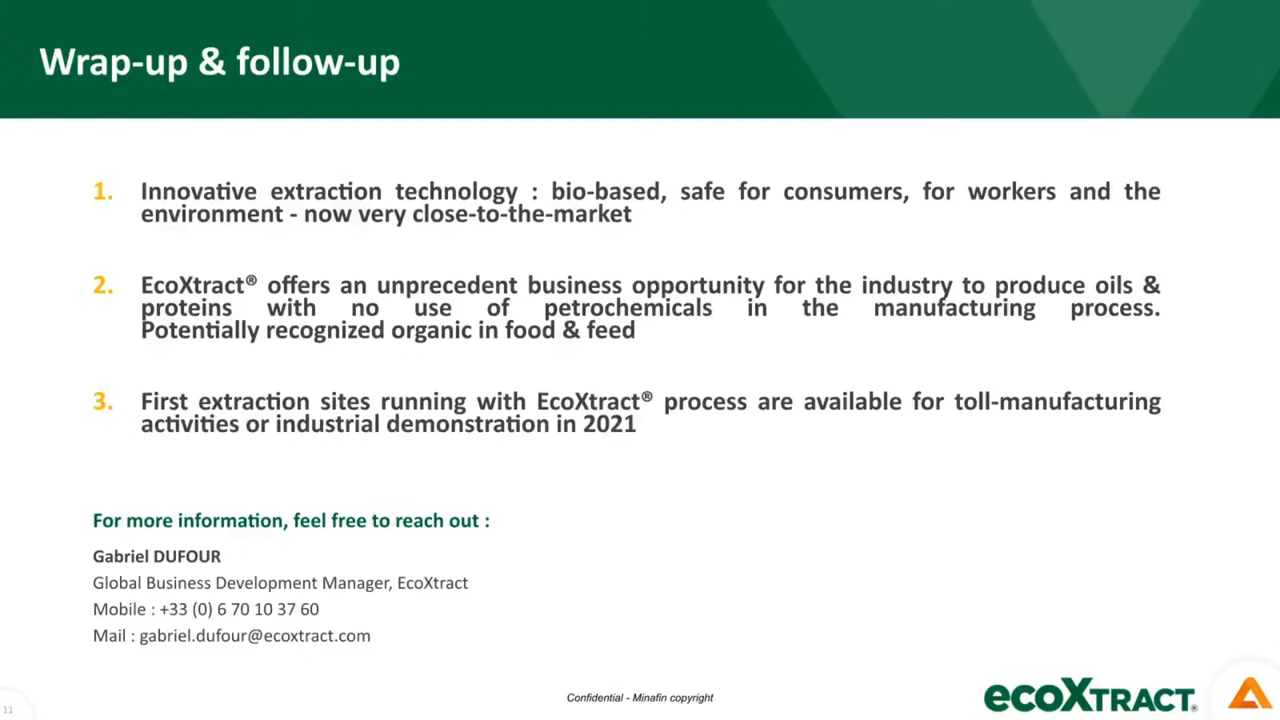 Wrap-up & follow-up
1. Innovative extraction technology : bio-based, safe for consumers, for workers and the
environment - now very close-to-the-market
2. EcoXtract® offers an unprecedent business opportunity for the industry to produce oils &
proteins with no use of petrochemicals in the manufacturing process.
Potentially recognized organic in food & feed
3. First extraction sites running with EcoXtract® process are available for toll-manufacturing
activities or industrial demonstration in 2021
For more information, feel free to reach out :
Gabriel DUFOUR
Global Business Development Manager, EcoXtract
Mobile : +33 (0) 6 70 10 37 60
Mail : gabriel.dufour@ecoxtract.com
11
Confidential - Minafin copyright
ecoXtract®